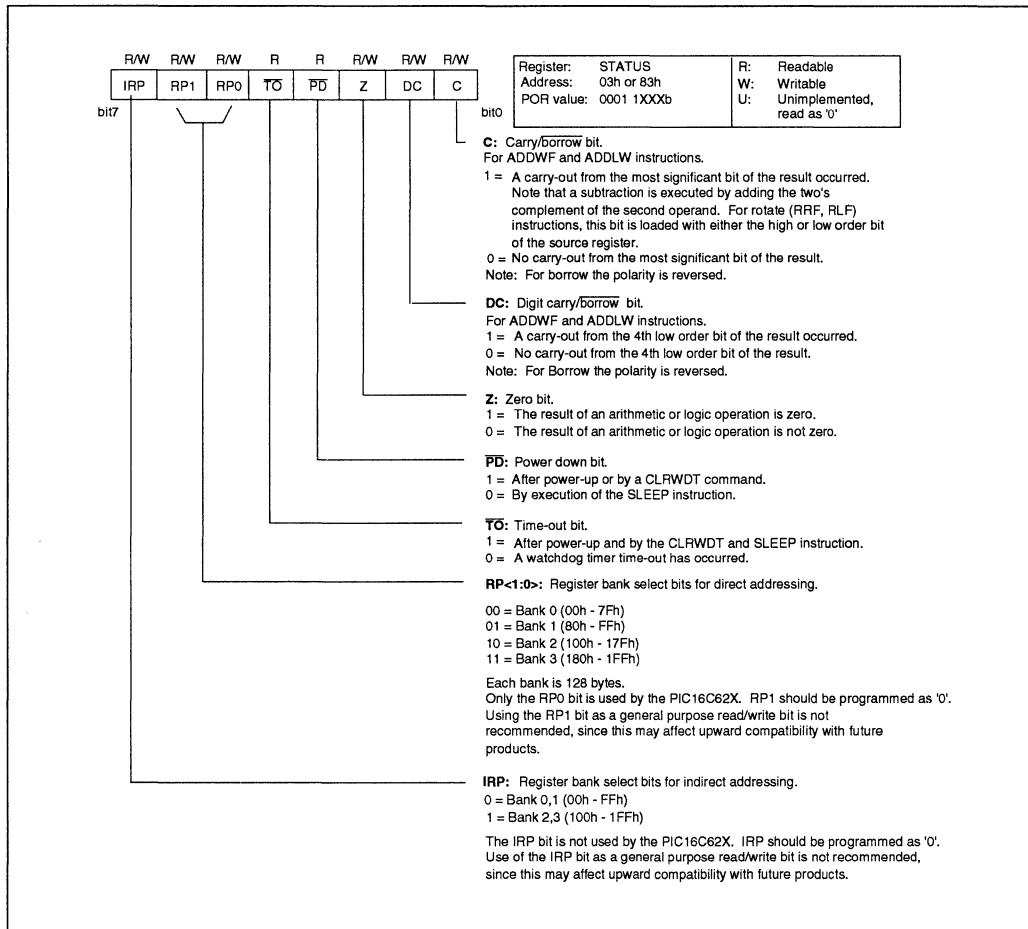 R/W R/W R/W R R R/W R/W R/W
IRP RP1 RP0 T̅O̅ P̅D̅ Z DC C
bit7 bit0
Register: STATUS
Address: 03h or 83h
POR value: 0001 1XXXb
R: Readable
W: Writable
U: Unimplemented,
read as '0'
C: Carry/b̅o̅r̅r̅o̅w̅ bit.
For ADDWF and ADDLW instructions.
1 = A carry-out from the most significant bit of the result occurred.
Note that a subtraction is executed by adding the two's
complement of the second operand. For rotate (RRF, RLF)
instructions, this bit is loaded with either the high or low order bit
of the source register.
0 = No carry-out from the most significant bit of the result.
Note: For borrow the polarity is reversed.
DC: Digit carry/b̅o̅r̅r̅o̅w̅ bit.
For ADDWF and ADDLW instructions.
1 = A carry-out from the 4th low order bit of the result occurred.
0 = No carry-out from the 4th low order bit of the result.
Note: For Borrow the polarity is reversed.
Z: Zero bit.
1 = The result of an arithmetic or logic operation is zero.
0 = The result of an arithmetic or logic operation is not zero.
P̅D̅: Power down bit.
1 = After power-up or by a CLRWDT command.
0 = By execution of the SLEEP instruction.
T̅O̅: Time-out bit.
1 = After power-up and by the CLRWDT and SLEEP instruction.
0 = A watchdog timer time-out has occurred.
RP<1:0>: Register bank select bits for direct addressing.
00 = Bank 0 (00h - 7Fh)
01 = Bank 1 (80h - FFh)
10 = Bank 2 (100h - 17Fh)
11 = Bank 3 (180h - 1FFh)
Each bank is 128 bytes.
Only the RP0 bit is used by the PIC16C62X. RP1 should be programmed as '0'.
Using the RP1 bit as a general purpose read/write bit is not
recommended, since this may affect upward compatibility with future
products.
IRP: Register bank select bits for indirect addressing.
0 = Bank 0,1 (00h - FFh)
1 = Bank 2,3 (100h - 1FFh)
The IRP bit is not used by the PIC16C62X. IRP should be programmed as '0'.
Use of the IRP bit as a general purpose read/write bit is not recommended,
since this may affect upward compatibility with future products.